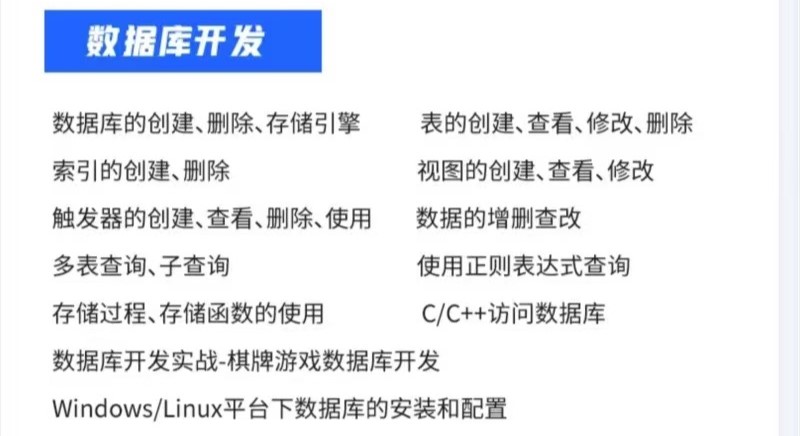 数据库开发
数据库的创建、删除、存储引擎
表的创建、查看、修改、删除
索引的创建、删除
视图的创建、查看、修改
触发器的创建、查看、删除、使用
数据的增删查改
多表查询、子查询
使用正则表达式查询
存储过程、存储函数的使用
C/C++访问数据库
数据库开发实战-棋牌游戏数据库开发
Windows/Linux平台下数据库的安装和配置